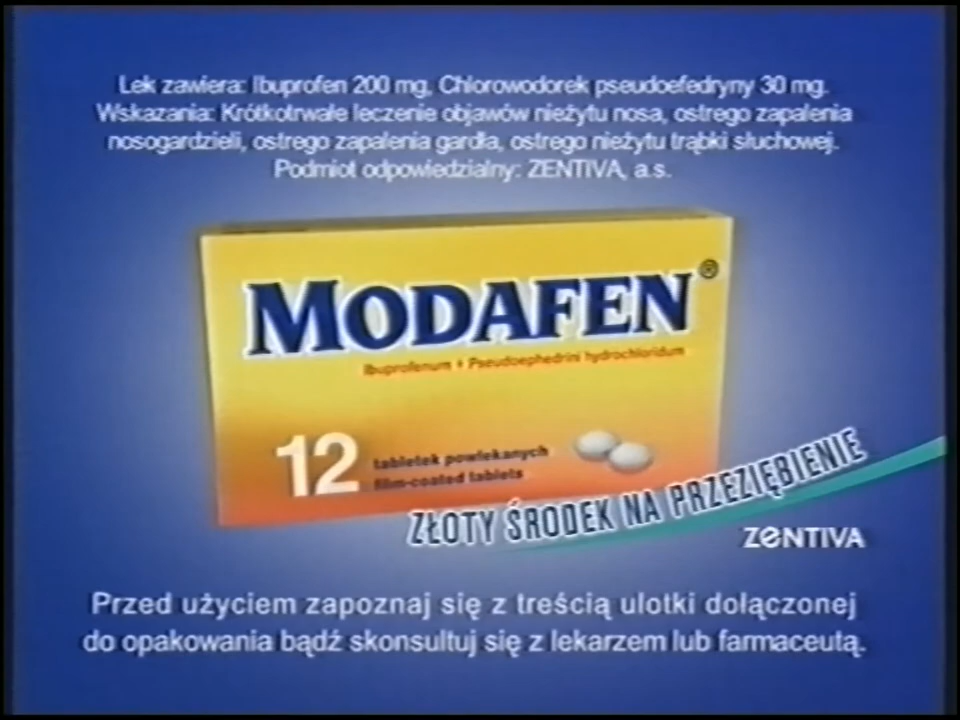 Lek zawiera: Ibuprofen 200 mg, Chlorowodorek pseudoefedryny 30 mg.
Wskazania: Krótkotrwałe leczenie objawów nieżytu nosa, ostrego zapalenia
nosogardzieli, ostrego zapalenia gardła, ostrego nieżytu trąbki słuchowej.
Podmiot odpowiedzialny: ZENTIVA, a.s.
MODAFEN®
Ibuprofenum + Pseudoephedrini hydrochloridum
12 tabletek powlekanych
film-coated tablets
ZŁOTY ŚRODEK NA PRZEZIĘBIENIE
ZENTIVA
Przed użyciem zapoznaj się z treścią ulotki dołączonej
do opakowania bądź skonsultuj się z lekarzem lub farmaceutą.